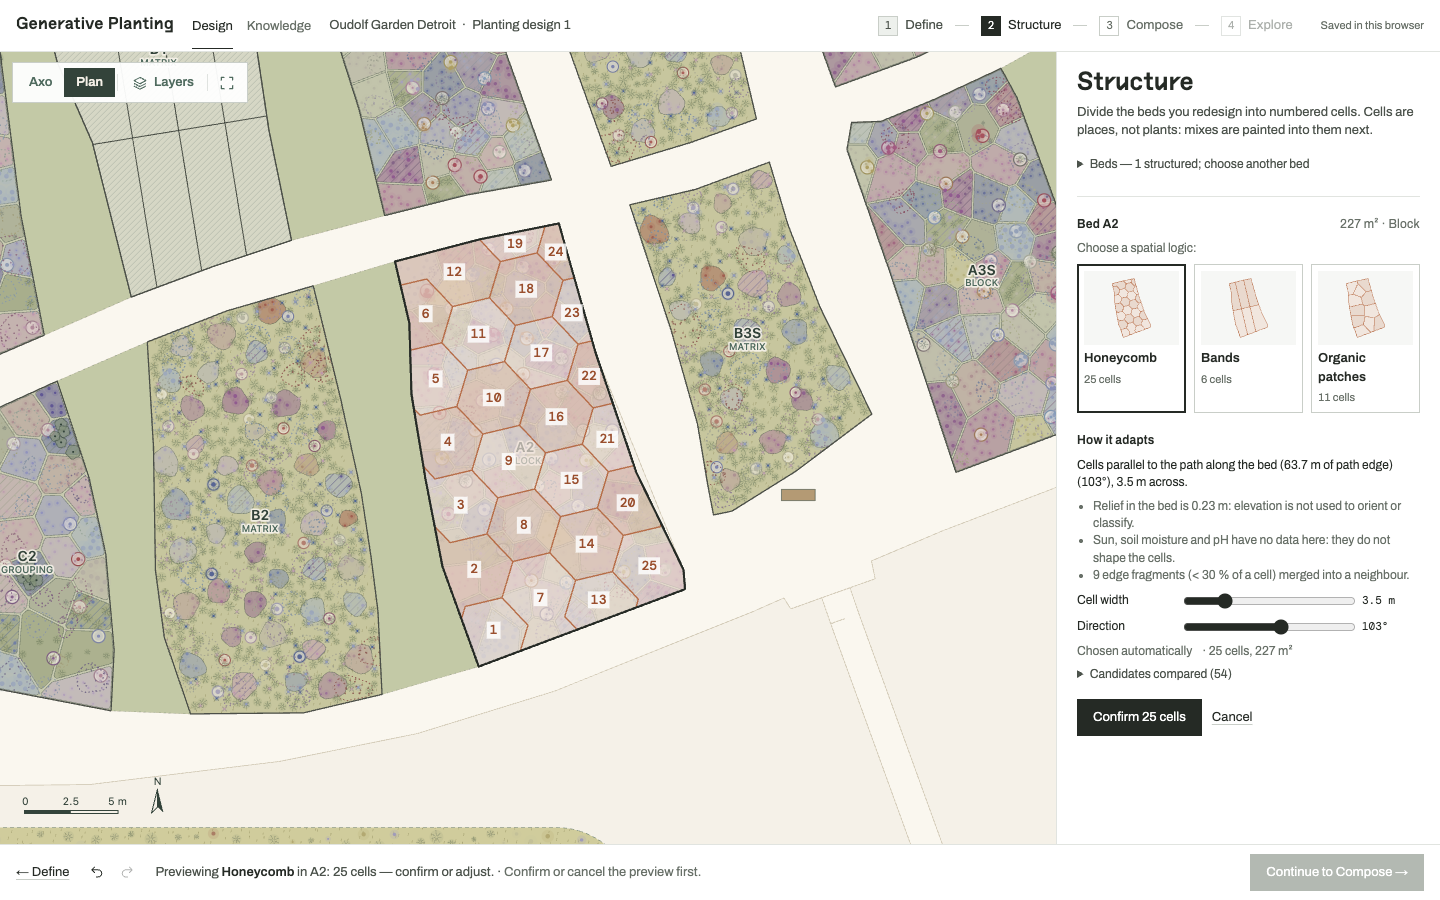 Generative Planting
Design
Knowledge
Oudolf Garden Detroit · Planting design 1
1 Define
2 Structure
3 Compose
4 Explore
Saved in this browser
Axo
Plan
Layers
MATRIX
19
24
12
18
6
23
11
17
5
22
10
16
4
21
A2
9
15
3
20
8
14
2
25
7
13
1
B2
MATRIX
C2
GROUPING
B3S
MATRIX
A3S
BLOCK
0 2.5 5 m
N
Structure
Divide the beds you redesign into numbered cells. Cells are
places, not plants: mixes are painted into them next.
Beds — 1 structured; choose another bed
Bed A2
227 m² · Block
Choose a spatial logic:
Honeycomb
25 cells
Bands
6 cells
Organic
patches
11 cells
How it adapts
Cells parallel to the path along the bed (63.7 m of path edge)
(103°), 3.5 m across.
• Relief in the bed is 0.23 m: elevation is not used to orient or
classify.
• Sun, soil moisture and pH have no data here: they do not
shape the cells.
• 9 edge fragments (< 30 % of a cell) merged into a neighbour.
Cell width 3.5 m
Direction 103°
Chosen automatically · 25 cells, 227 m²
Candidates compared (54)
Confirm 25 cells
Cancel
← Define
Previewing Honeycomb in A2: 25 cells — confirm or adjust. · Confirm or cancel the preview first.
Continue to Compose →